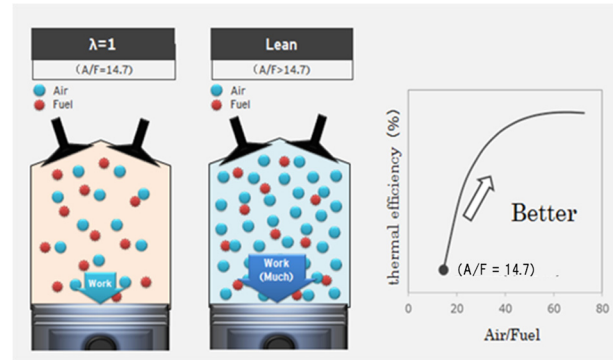 λ=1
(A/F=14.7)
Air
Fuel
Work
Lean
(A/F>14.7)
Air
Fuel
Work
(Much)
thermal efficiency (%)
Better
(A/F = 14.7)
0
20
40
60
80
Air/Fuel